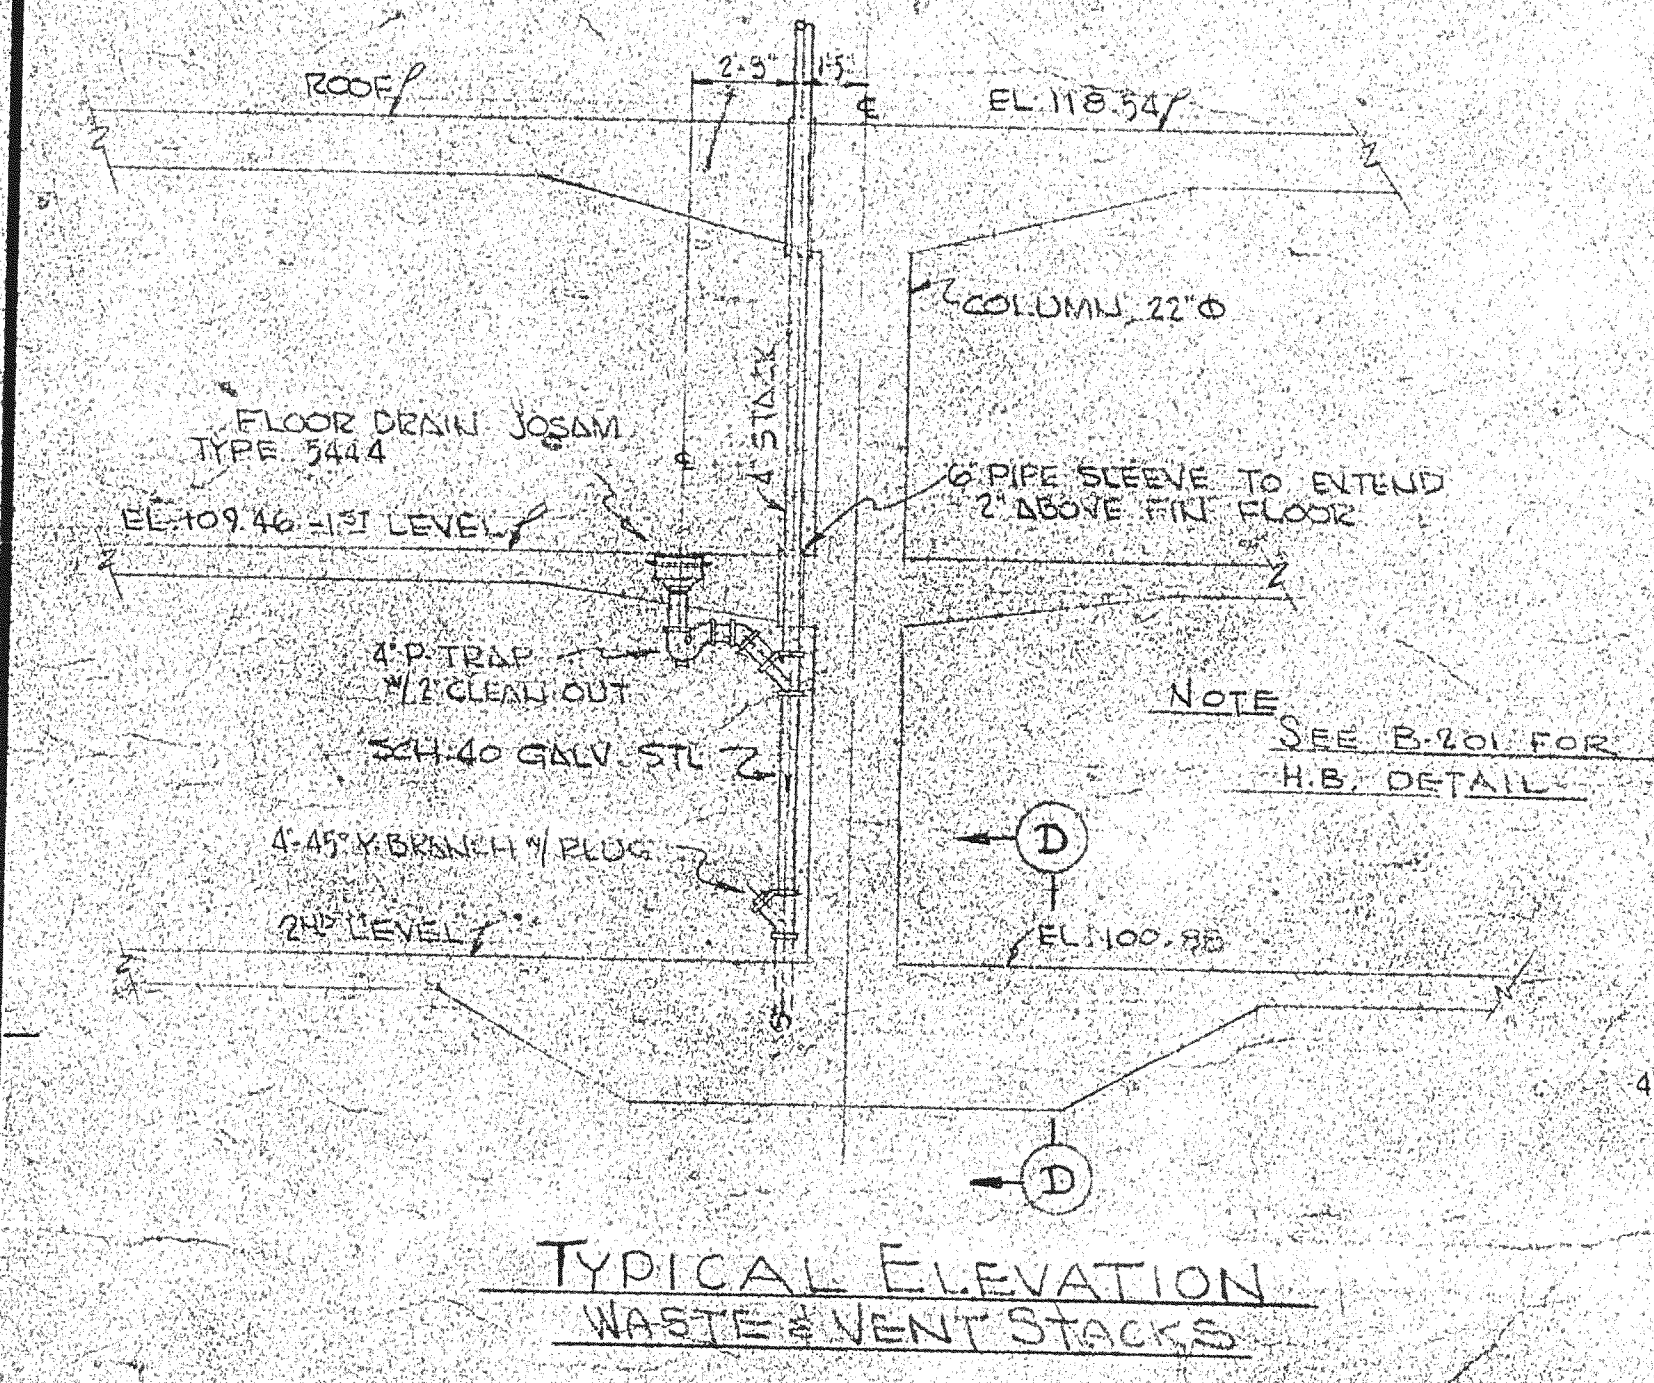 2'-9" 1'-5"
ROOF
℄
EL. 118.54
COLUMN 22"Φ
4" STACK
FLOOR DRAIN JOSAM
TYPE 5444
℄
6" PIPE SLEEVE TO EXTEND
2" ABOVE FIN FLOOR
EL. 109.46 - 1ST LEVEL
4" P-TRAP
W/ 2" CLEAN OUT
NOTE
SEE B-201 FOR
H.B. DETAIL
SCH. 40 GALV. STL
D
4"-45° Y-BRANCH W/ PLUG
2ND LEVEL
EL. 100.88
4
D
TYPICAL ELEVATION
WASTE & VENT STACKS